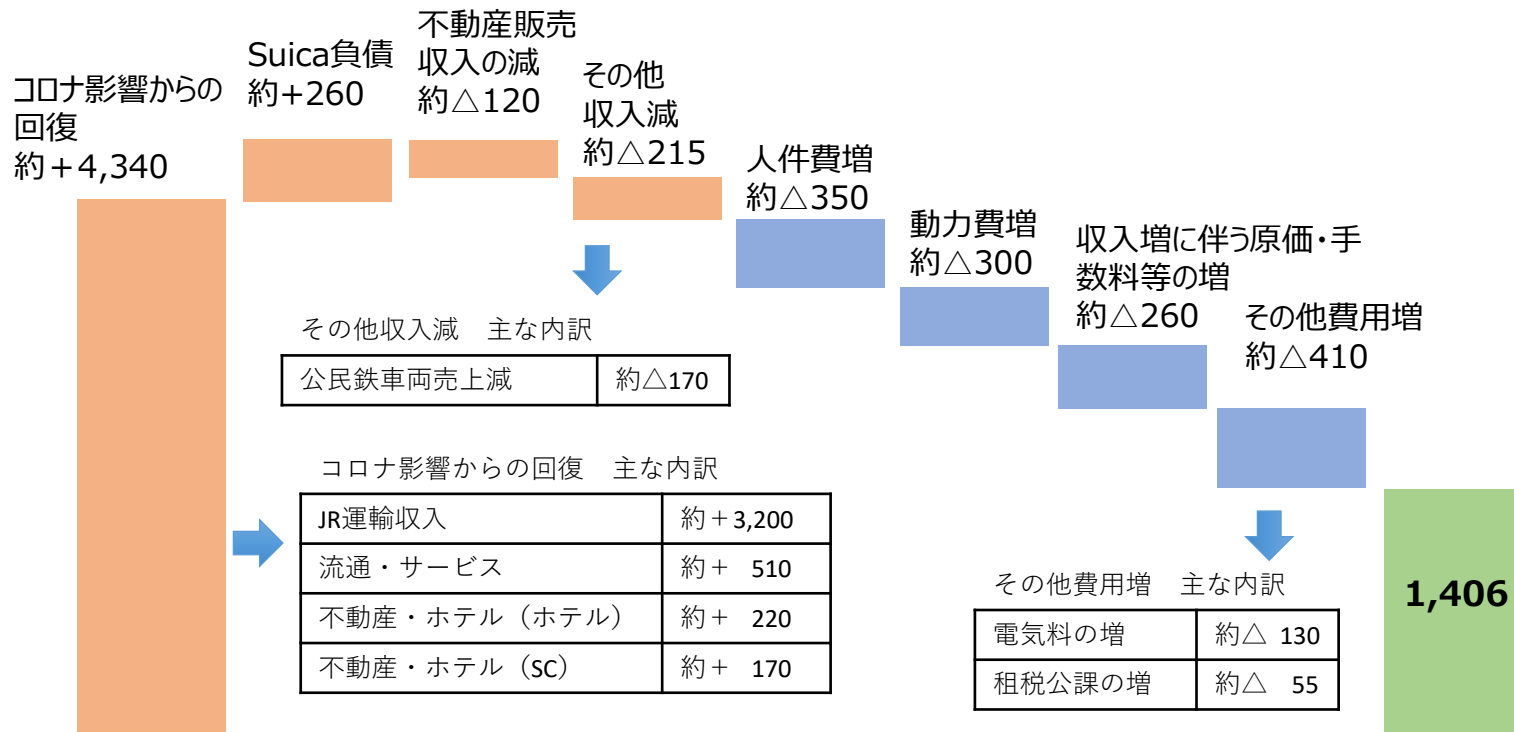 コロナ影響からの
回復
約+4,340
Suica負債
約+260
不動産販売
収入の減
約△120
その他
収入減
約△215
人件費増
約△350
動力費増
約△300
収入増に伴う原価・手
数料等の増
約△260
その他費用増
約△410
その他収入減　主な内訳
公民鉄車両売上減 約△170
コロナ影響からの回復　主な内訳
JR運輸収入 約+3,200
流通・サービス 約+ 510
不動産・ホテル（ホテル） 約+ 220
不動産・ホテル（SC） 約+ 170
その他費用増　主な内訳
電気料の増 約△ 130
租税公課の増 約△ 55
1,406